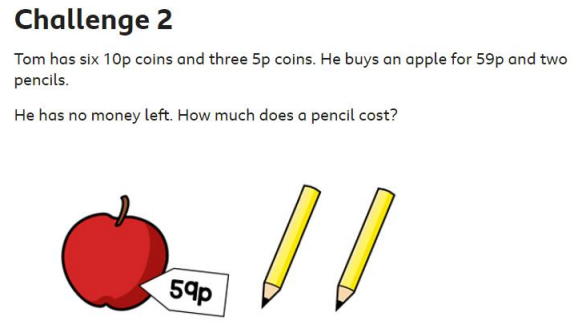 Challenge 2
Tom has six 10p coins and three 5p coins. He buys an apple for 59p and two
pencils.
He has no money left. How much does a pencil cost?
59p